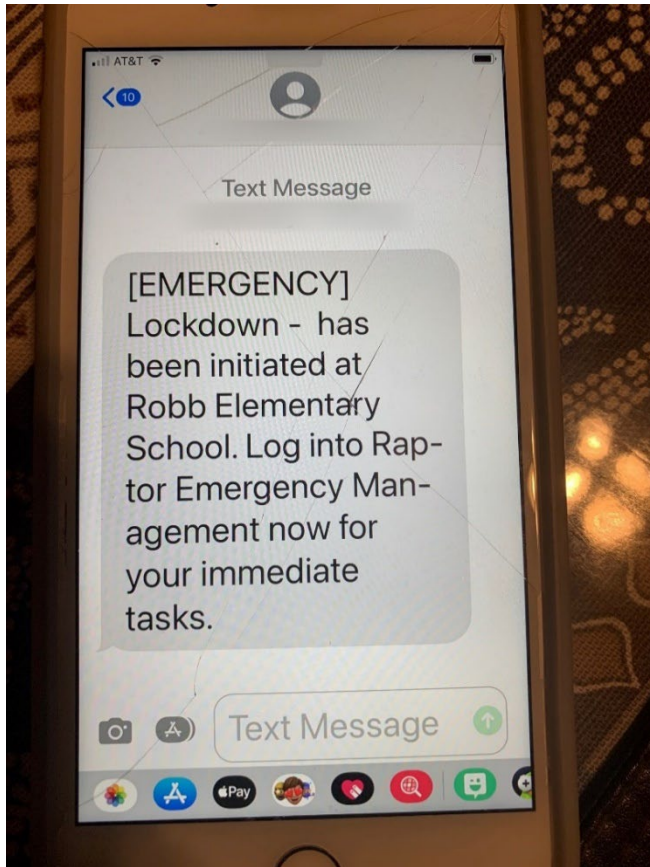 AT&T
10
Text Message
[EMERGENCY]
Lockdown - has
been initiated at
Robb Elementary
School. Log into Rap-
tor Emergency Man-
agement now for
your immediate
tasks.
Text Message
Pay